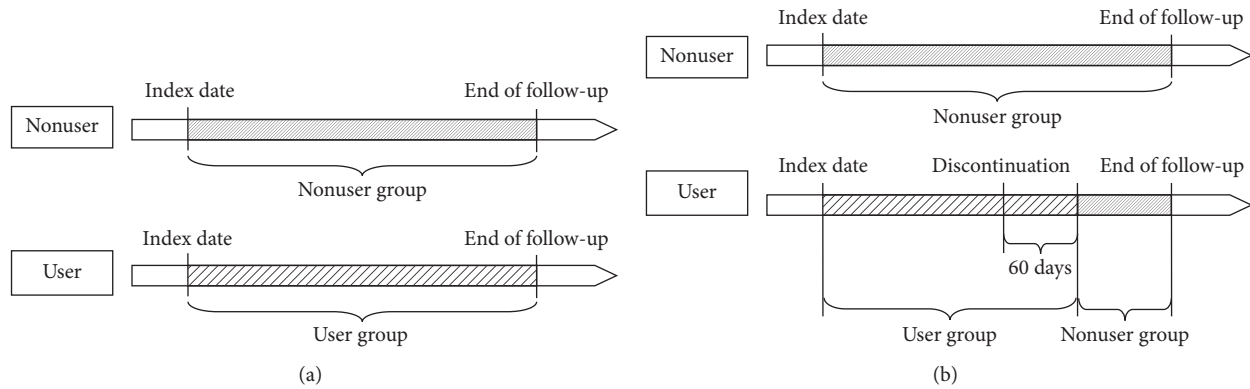 Index date
End of follow-up
Nonuser
Nonuser group
Index date
End of follow-up
User
User group
(a)
Index date
End of follow-up
Nonuser
Nonuser group
Index date
Discontinuation
End of follow-up
User
60 days
User group
Nonuser group
(b)